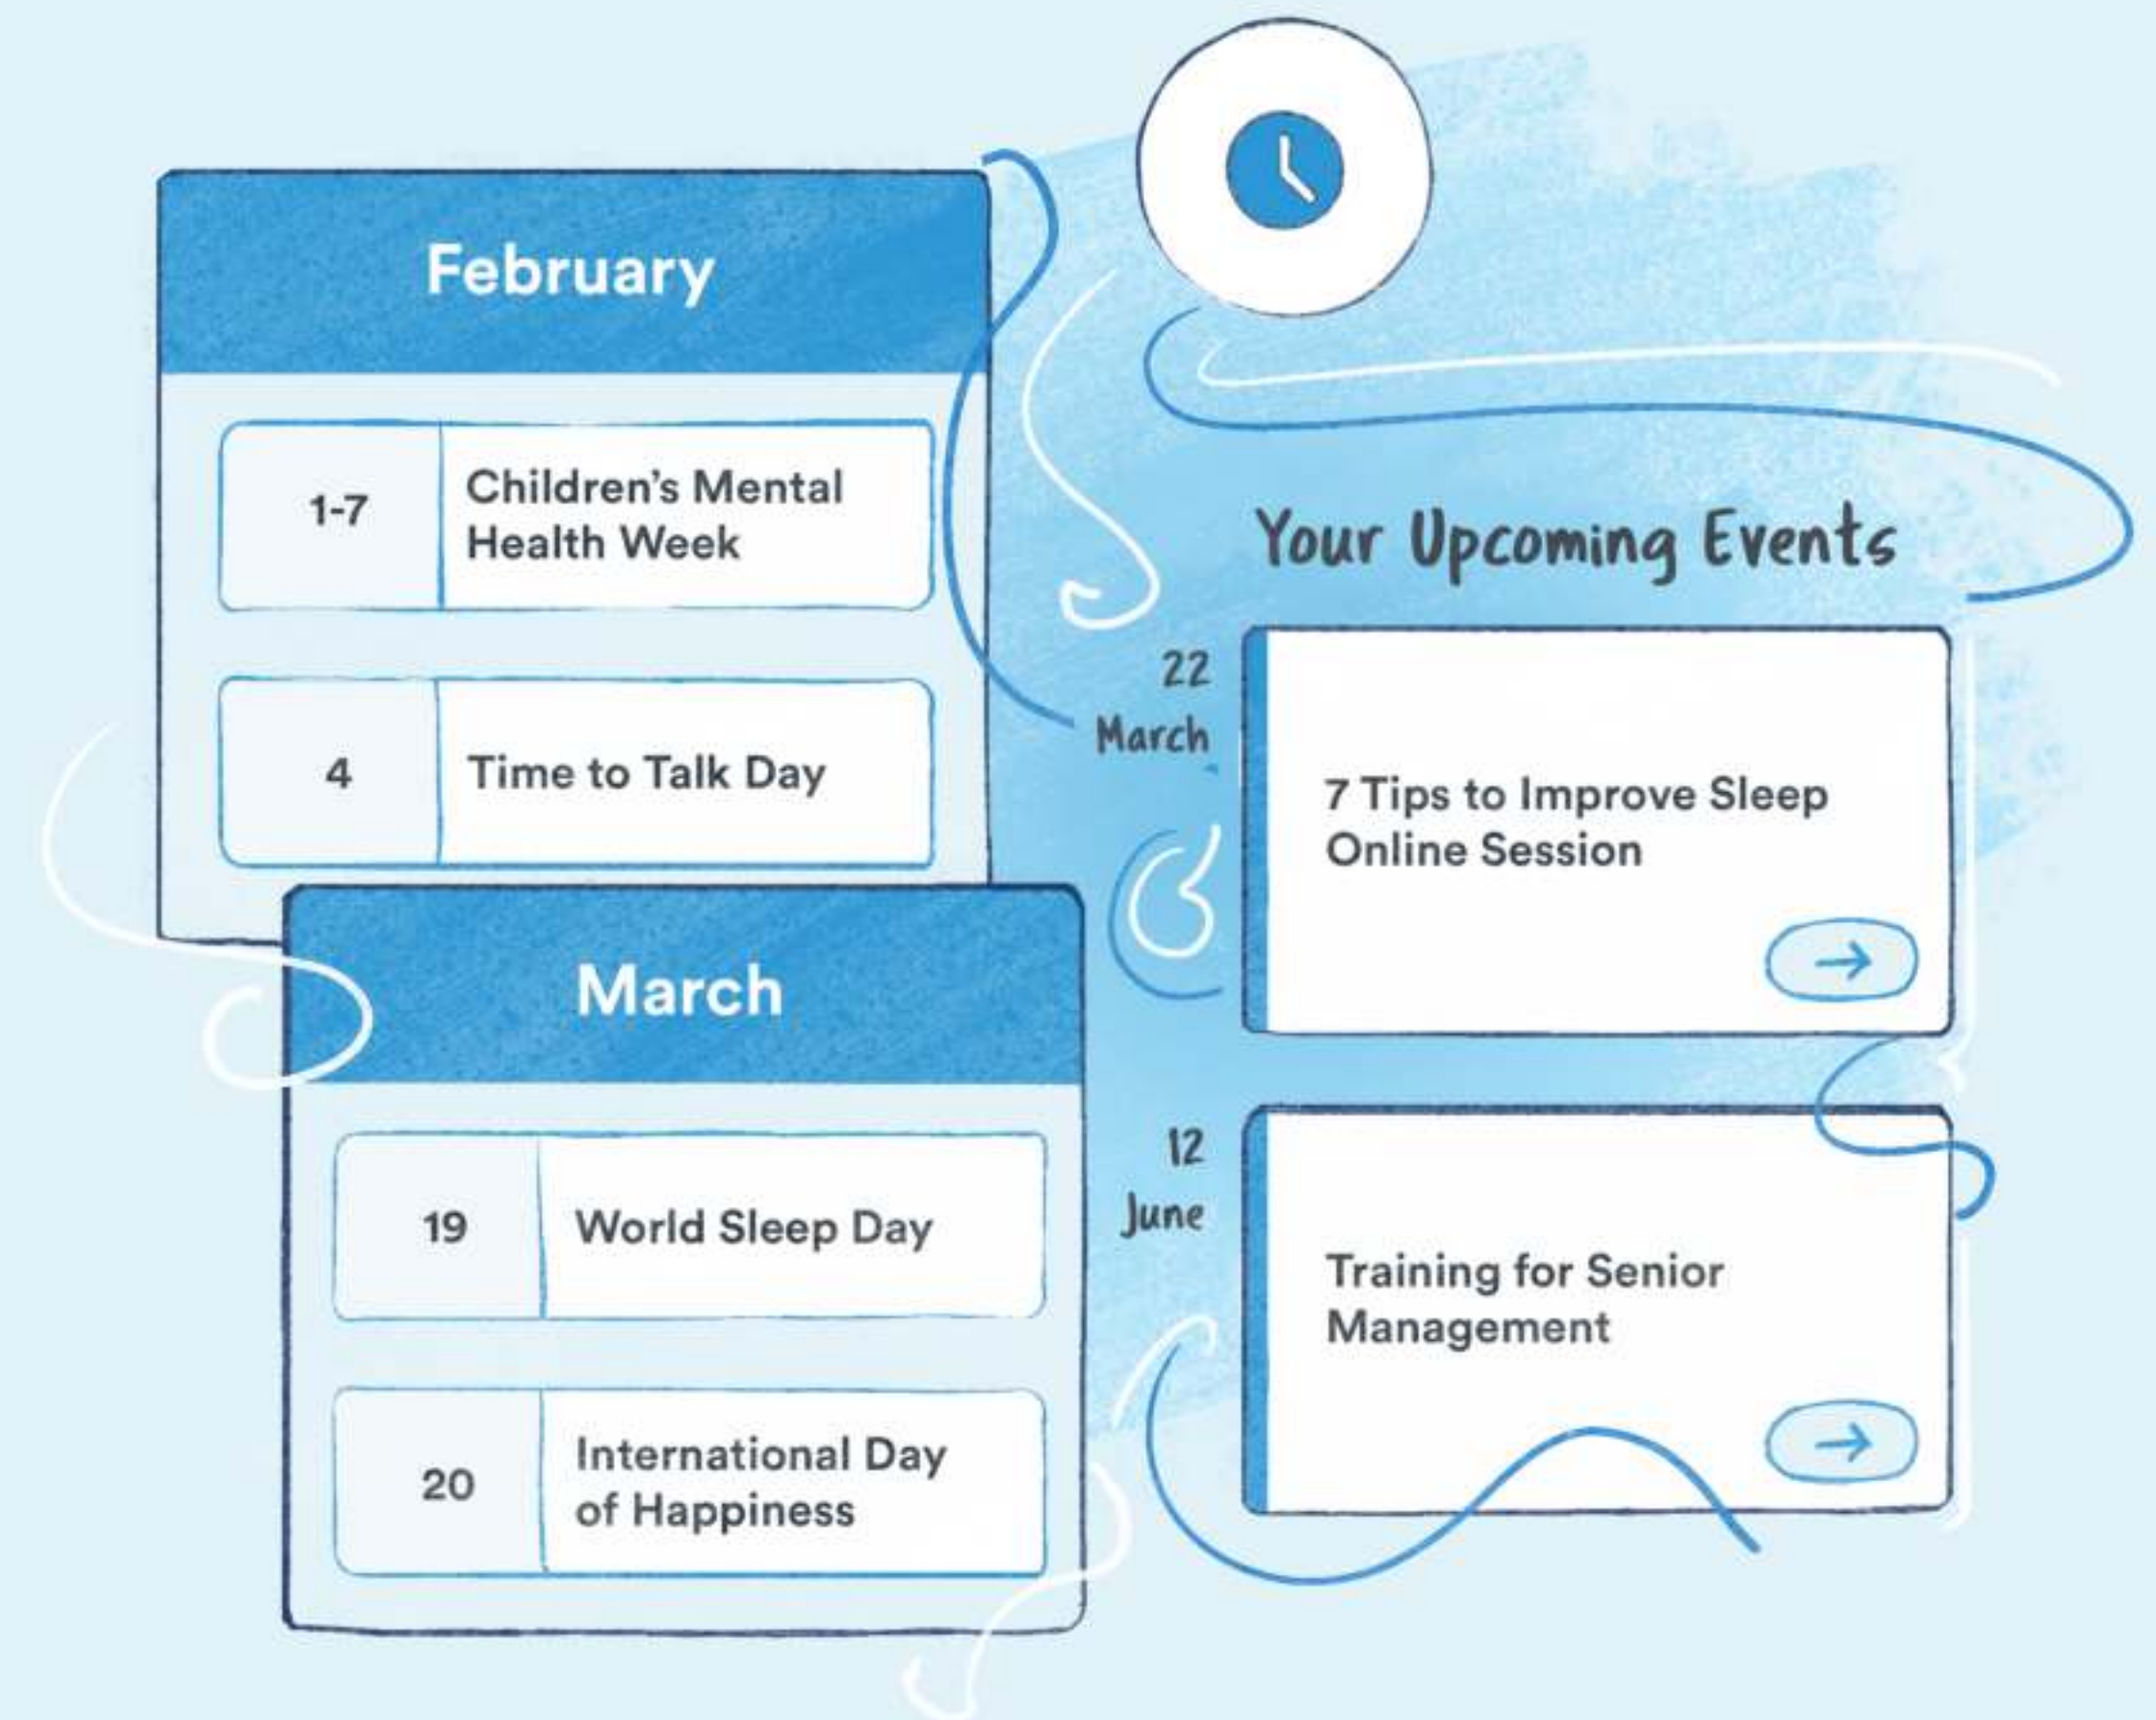 February
1-7
Children's Mental
Health Week
4
Time to Talk Day
March
19
World Sleep Day
20
International Day
of Happiness
Your Upcoming Events
22
March
7 Tips to Improve Sleep
Online Session
12
June
Training for Senior
Management